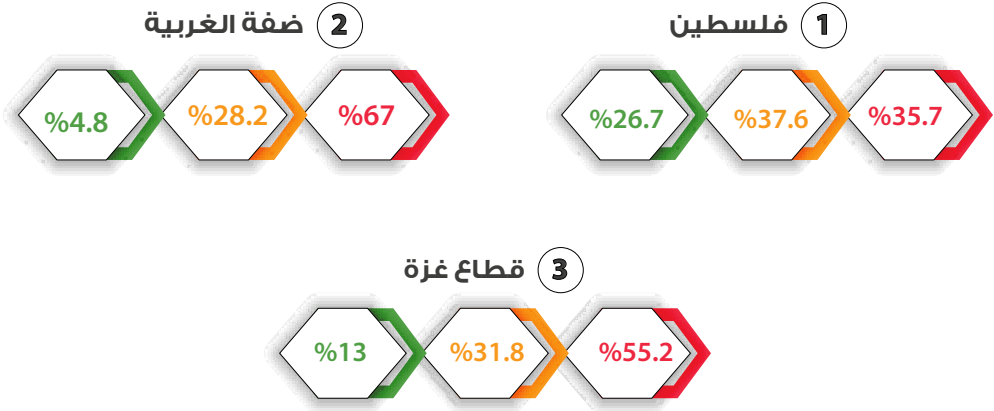 1 فلسطين
%35.7 %37.6 %26.7
2 ضفة الغربية
%67 %28.2 %4.8
3 قطاع غزة
%55.2 %31.8 %13